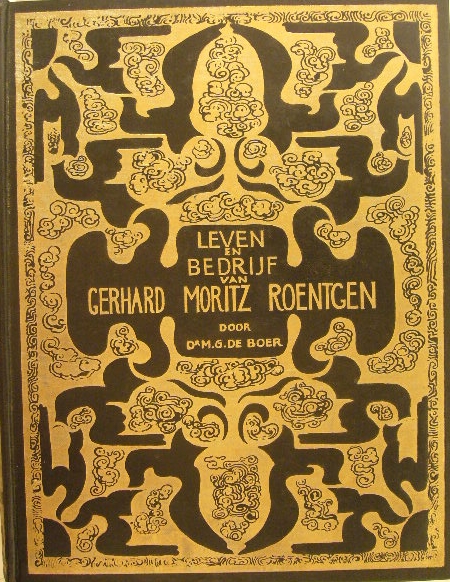 LEVEN
EN
BEDRIJF
VAN
GERHARD MORITZ ROENTGEN
DOOR
DR M.G. DE BOER